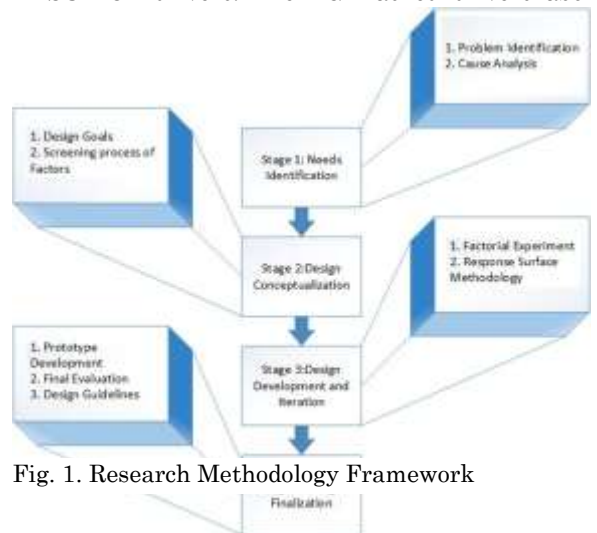 1. Problem Identification
2. Cause Analysis
1. Design Goals
2. Screening process of
Factors
Stage 1: Needs
Identification
Stage 2:Design
Conceptualization
1. Factorial Experiment
2. Response Surface
Methodology
1. Prototype
Development
2. Final Evaluation
3. Design Guidelines
Stage 3:Design
Development and
Iteration
Fig. 1. Research Methodology Framework
Finalization